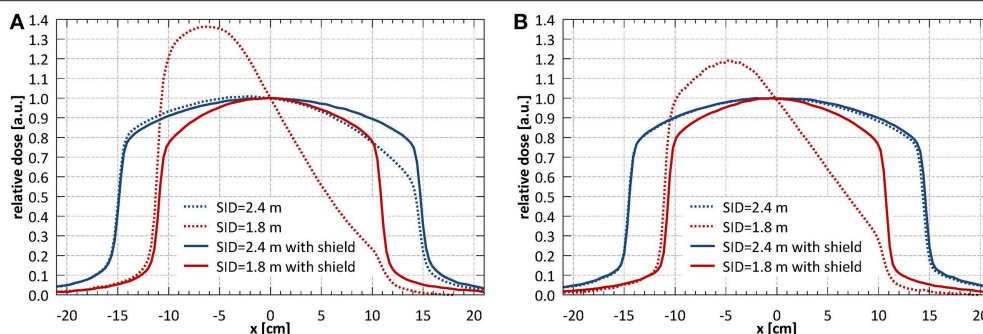 A
relative dose [a.u.]
1.4
1.3
1.2
1.1
1.0
0.9
0.8
0.7
0.6
0.5
0.4
0.3
0.2
0.1
0.0
SID=2.4 m
SID=1.8 m
SID=2.4 m with shield
SID=1.8 m with shield
-20 -15 -10 -5 0 5 10 15 20
x [cm]
B
relative dose [a.u.]
1.4
1.3
1.2
1.1
1.0
0.9
0.8
0.7
0.6
0.5
0.4
0.3
0.2
0.1
0.0
SID=2.4 m
SID=1.8 m
SID=2.4 m with shield
SID=1.8 m with shield
-20 -15 -10 -5 0 5 10 15 20
x [cm]